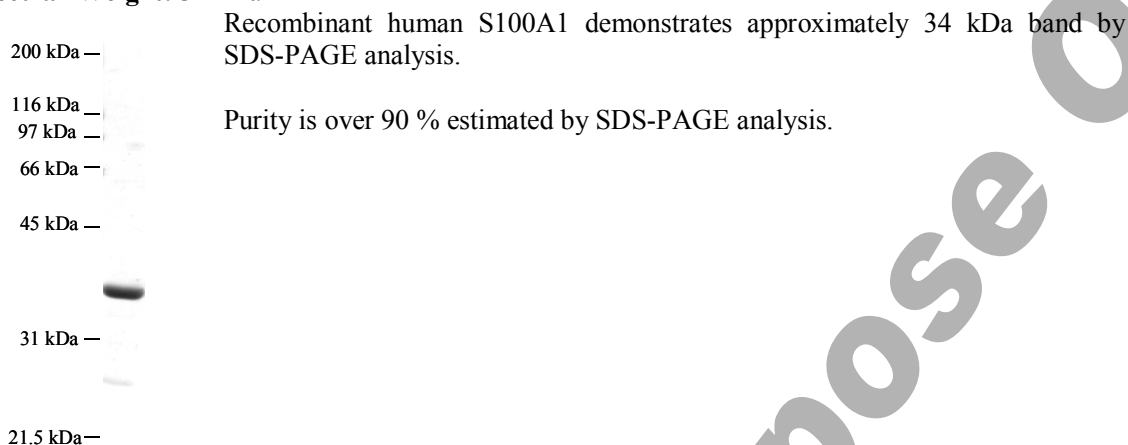 Recombinant human S100A1 demonstrates approximately 34 kDa band by
SDS-PAGE analysis.
Purity is over 90 % estimated by SDS-PAGE analysis.
200 kDa
116 kDa
97 kDa
66 kDa
45 kDa
31 kDa
21.5 kDa
ose